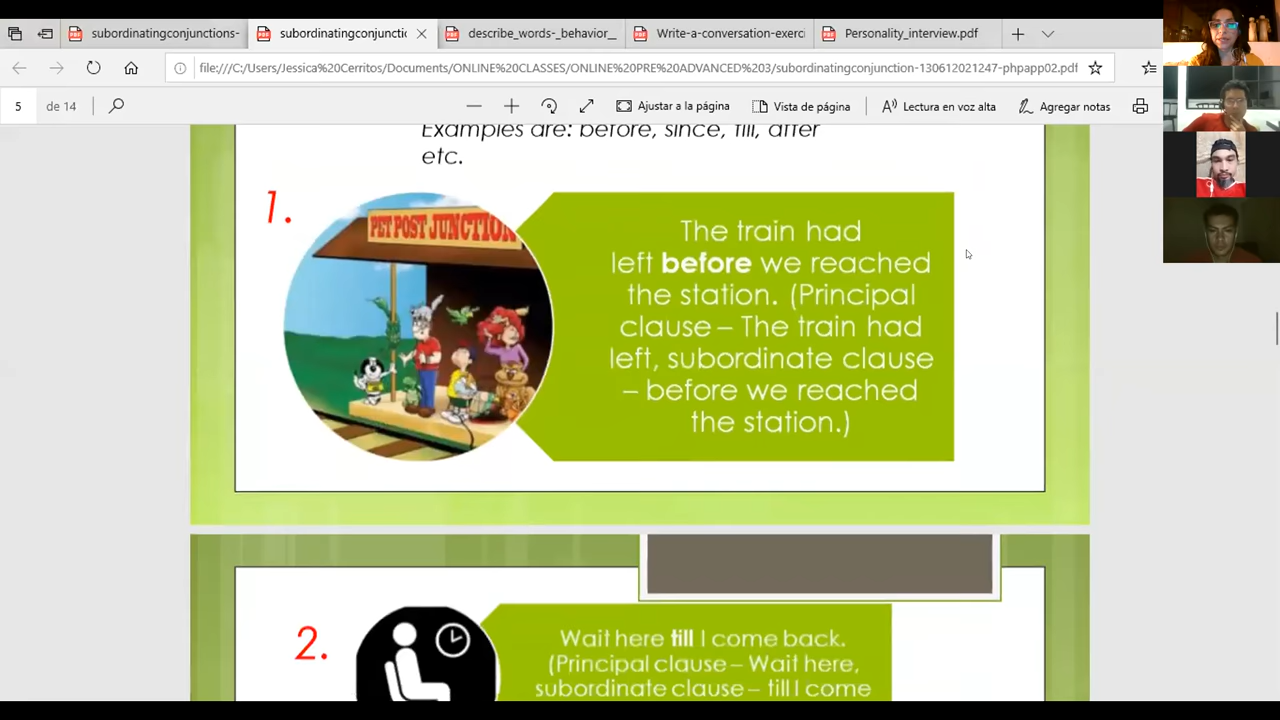 subordinatingconjunctions-
subordinatingconjunctic
describe_words-_behavior_
Write-a-conversation-exerci
Personality_interview.pdf
file:///C:/Users/Jessica%20Cerritos/Documents/ONLINE%20CLASSES/ONLINE%20PRE%20ADVANCED%203/subordinatingconjunction-130612021247-phpapp02.pdf
5 de 14
Ajustar a la página
Vista de página
Lectura en voz alta
Agregar notas
Examples are: before, since, till, after
etc.
1.
PET POST JUNCTION
The train had
left before we reached
the station. (Principal
clause – The train had
left, subordinate clause
– before we reached
the station.)
2.
Wait here till I come back.
(Principal clause – Wait here,
subordinate clause – till I come